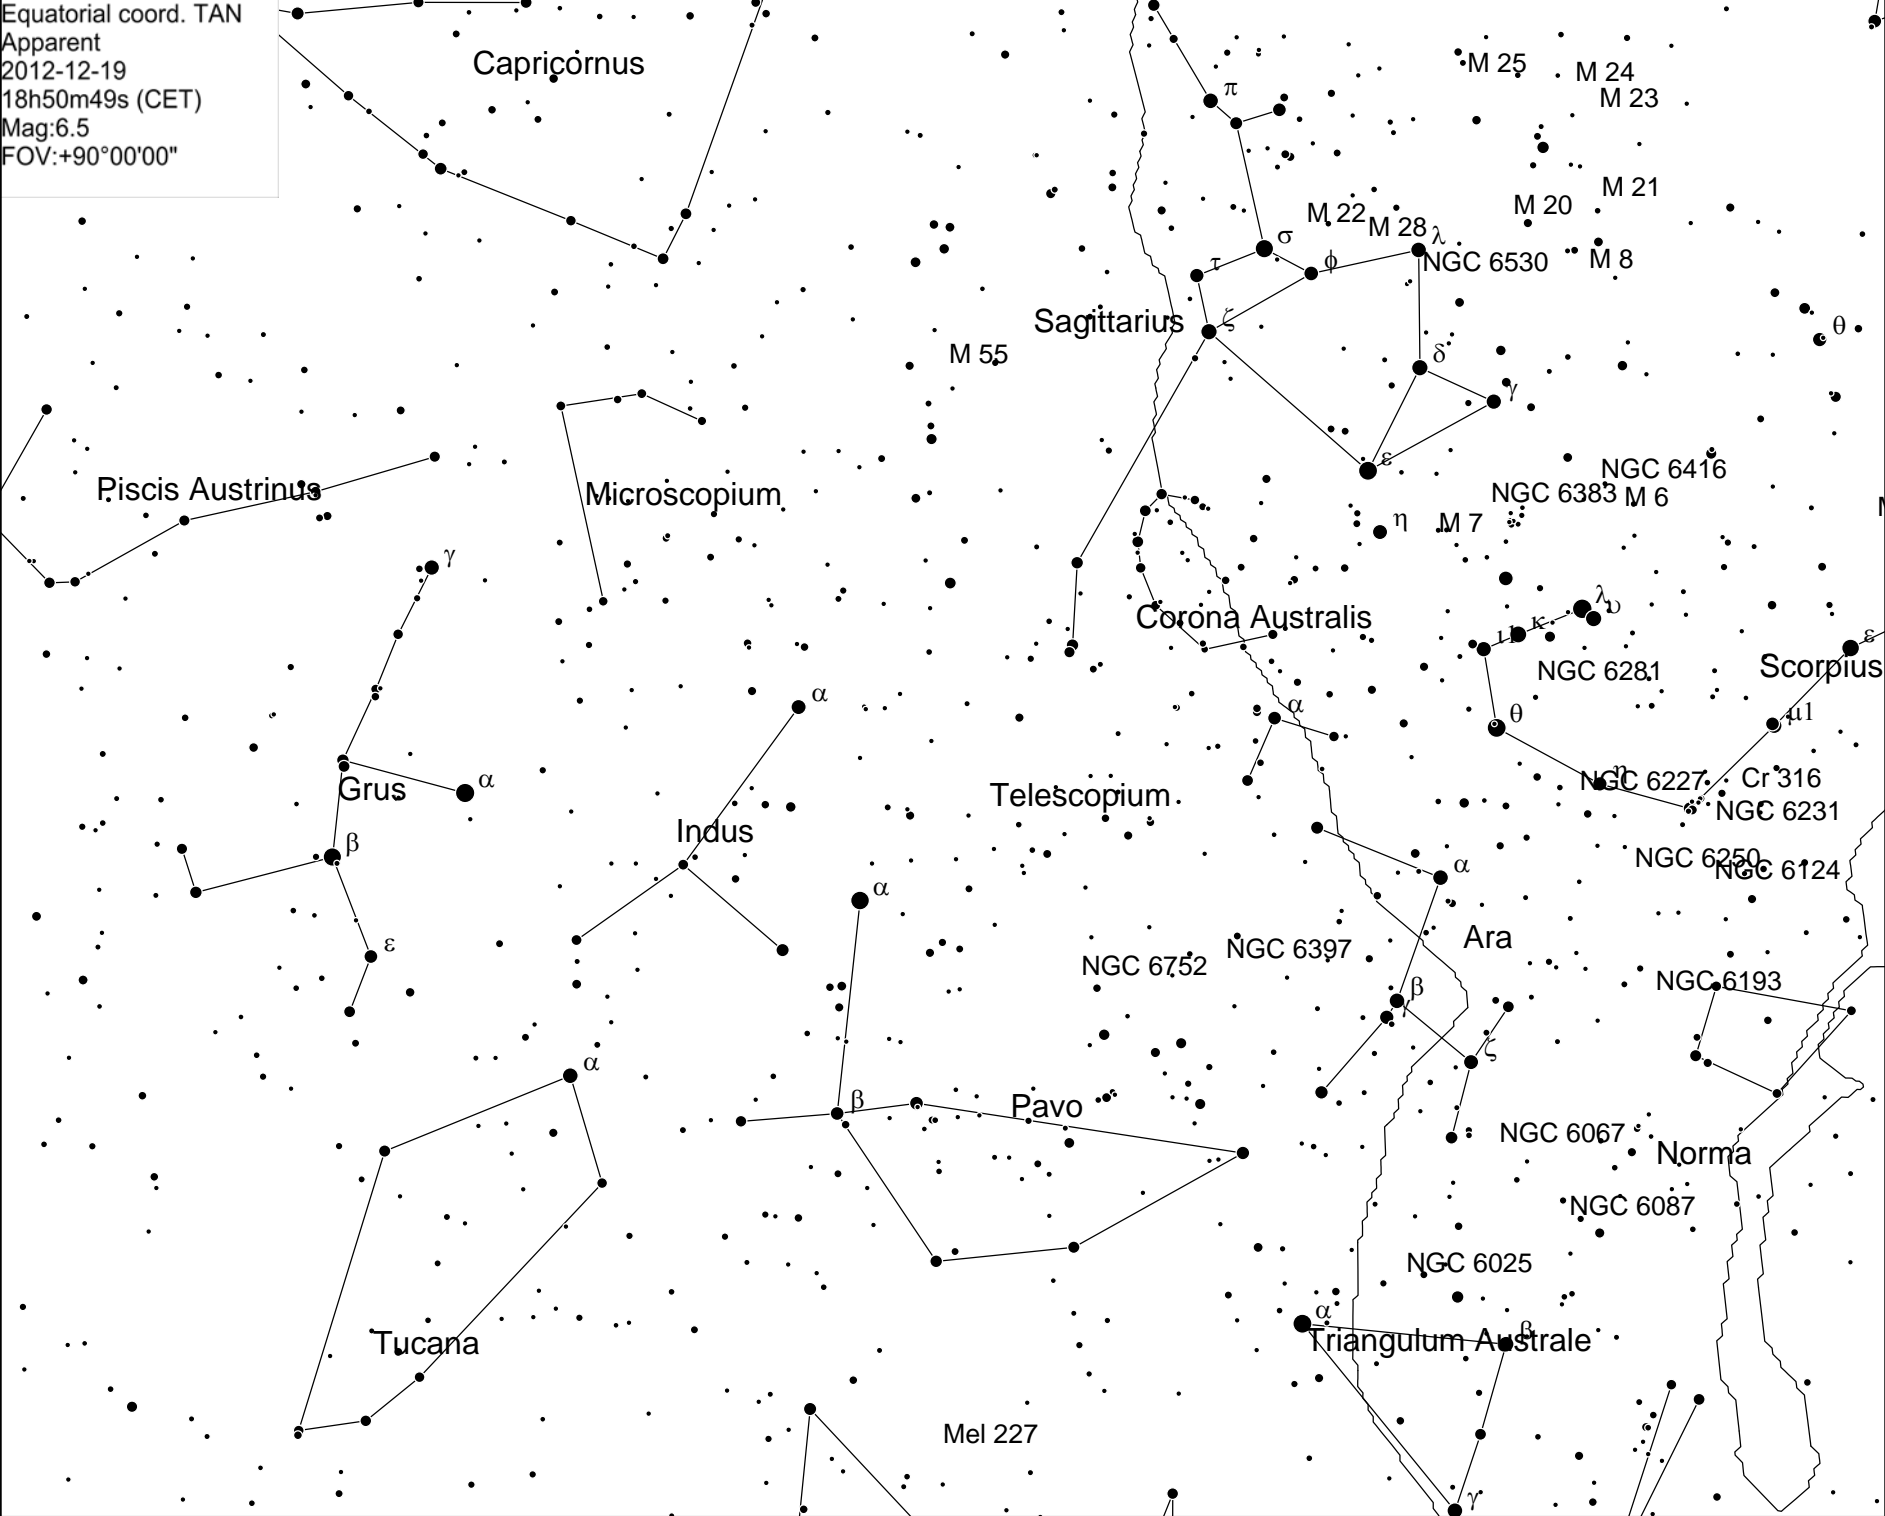 Equatorial coord. TAN
Apparent
2012-12-19
18h50m49s (CET)
Mag:6.5
FOV:+90°00'00"
Capricornus
M 25
M 24
M 23
π
M 21
M 20
M 22
M 28
λ
σ
M 8
NGC 6530
τ
φ
Sagittarius
ζ
θ
M 55
δ
γ
ε
NGC 6416
Piscis Austrinus
Microscopium
NGC 6383
M 6
η
M 7
γ
λ
υ
Corona Australis
ι1
κ
ε
NGC 6281
Scorpius
α
α
θ
μ1
Grus
α
Telescopium
η
NGC 6227
Cr 316
NGC 6231
Indus
β
NGC 6250
NGC 6124
α
α
Ara
ε
NGC 6397
NGC 6752
NGC 6193
β
γ
ζ
α
β
Pavo
NGC 6067
Norma
NGC 6087
NGC 6025
α
β
Tucana
Triangulum Australe
Mel 227
γ